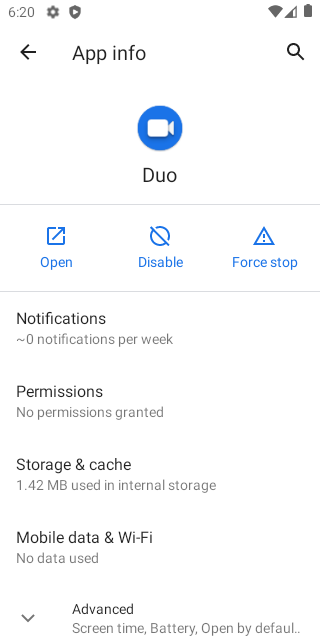 6:20
App info
Duo
Open
Disable
Force stop
Notifications
~0 notifications per week
Permissions
No permissions granted
Storage & cache
1.42 MB used in internal storage
Mobile data & Wi-Fi
No data used
Advanced
Screen time, Battery, Open by defaul..